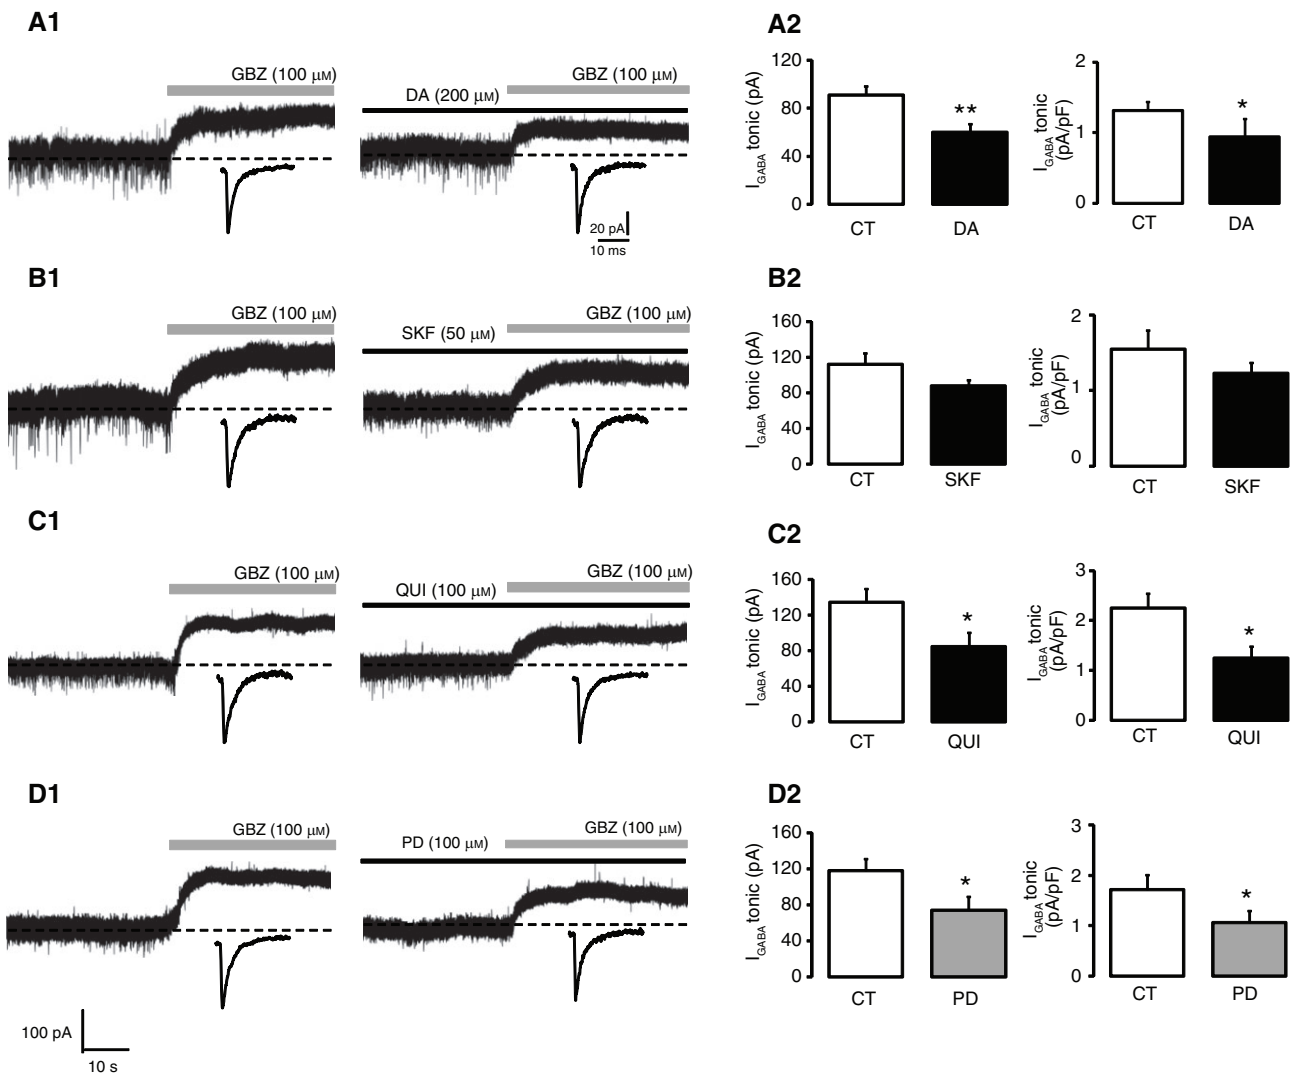 A1
GBZ (100 μM)
DA (200 μM)
GBZ (100 μM)
20 pA
10 ms
A2
120
80
40
0
IGABA tonic (pA)
**
CT
DA
2
1
0
IGABA tonic
(pA/pF)
*
CT
DA
B1
GBZ (100 μM)
SKF (50 μM)
GBZ (100 μM)
B2
160
120
80
40
0
IGABA tonic (pA)
CT
SKF
2
1
0
IGABA tonic
(pA/pF)
CT
SKF
C1
GBZ (100 μM)
QUI (100 μM)
GBZ (100 μM)
C2
160
120
80
40
0
IGABA tonic (pA)
*
CT
QUI
3
2
1
0
IGABA tonic
(pA/pF)
*
CT
QUI
D1
GBZ (100 μM)
PD (100 μM)
GBZ (100 μM)
100 pA
10 s
D2
160
120
80
40
0
IGABA tonic (pA)
*
CT
PD
3
2
1
0
IGABA tonic
(pA/pF)
*
CT
PD